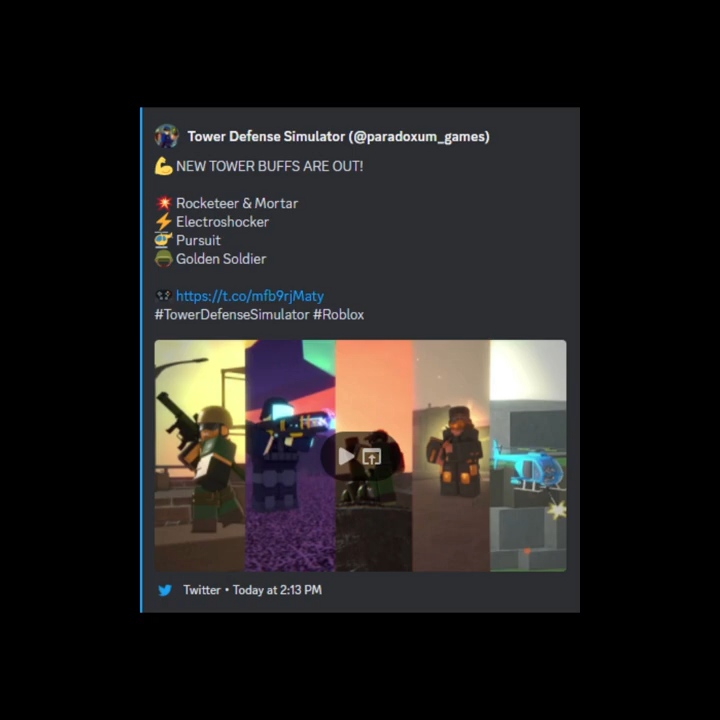 Tower Defense Simulator (@paradoxum_games)
💪 NEW TOWER BUFFS ARE OUT!
💥 Rocketeer & Mortar
⚡ Electroshocker
🚁 Pursuit
🪖 Golden Soldier
🎮 https://t.co/mfb9rjMaty
#TowerDefenseSimulator #Roblox
Twitter • Today at 2:13 PM